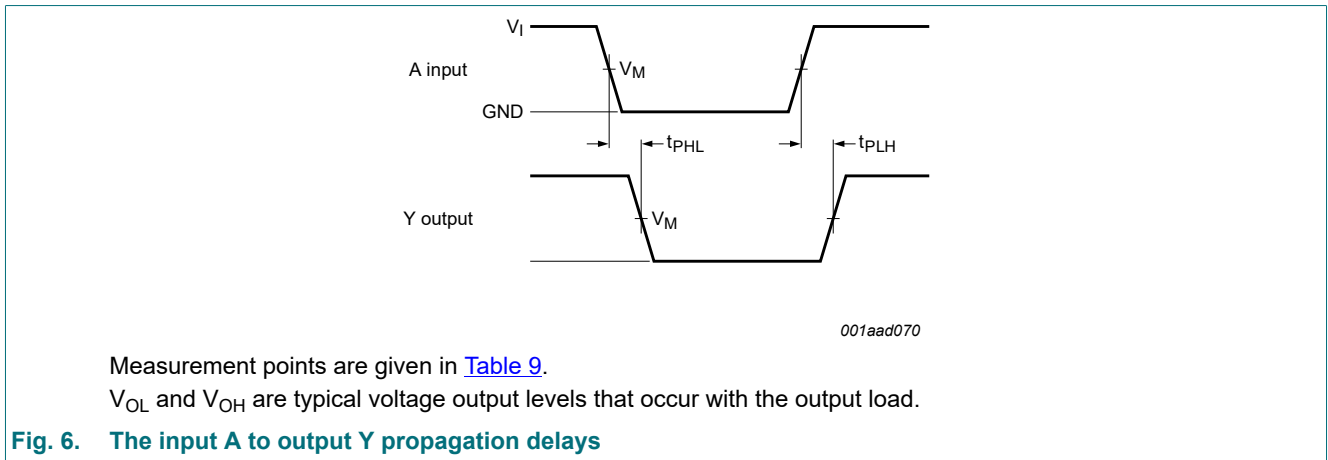 VI
A input
VM
GND
tPHL
tPLH
Y output
VM
001aad070
Measurement points are given in Table 9.
VOL and VOH are typical voltage output levels that occur with the output load.
Fig. 6. The input A to output Y propagation delays